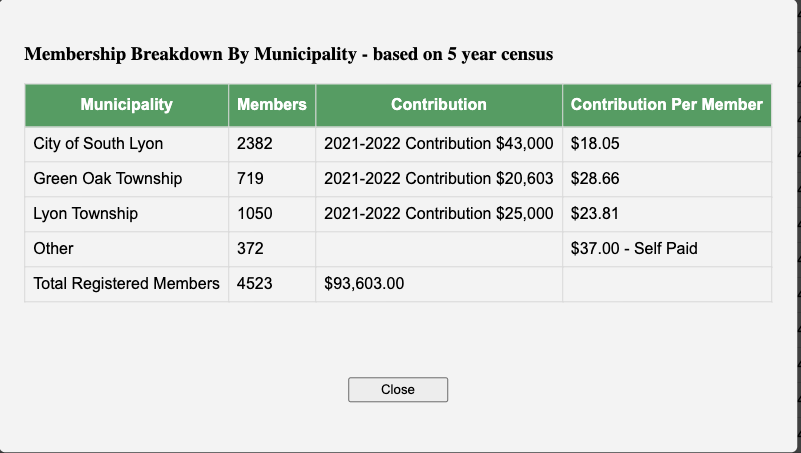 Membership Breakdown By Municipality - based on 5 year census
Municipality Members Contribution Contribution Per Member
City of South Lyon 2382 2021-2022 Contribution $43,000 $18.05
Green Oak Township 719 2021-2022 Contribution $20,603 $28.66
Lyon Township 1050 2021-2022 Contribution $25,000 $23.81
Other 372 $37.00 - Self Paid
Total Registered Members 4523 $93,603.00
Close